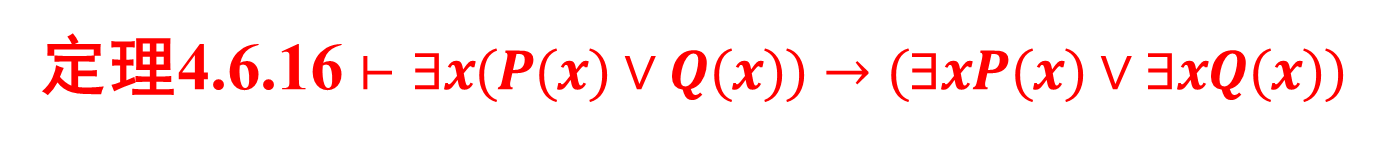 定理4.6.16 ⊢ ∃x(P(x) ∨ Q(x)) → (∃xP(x) ∨ ∃xQ(x))